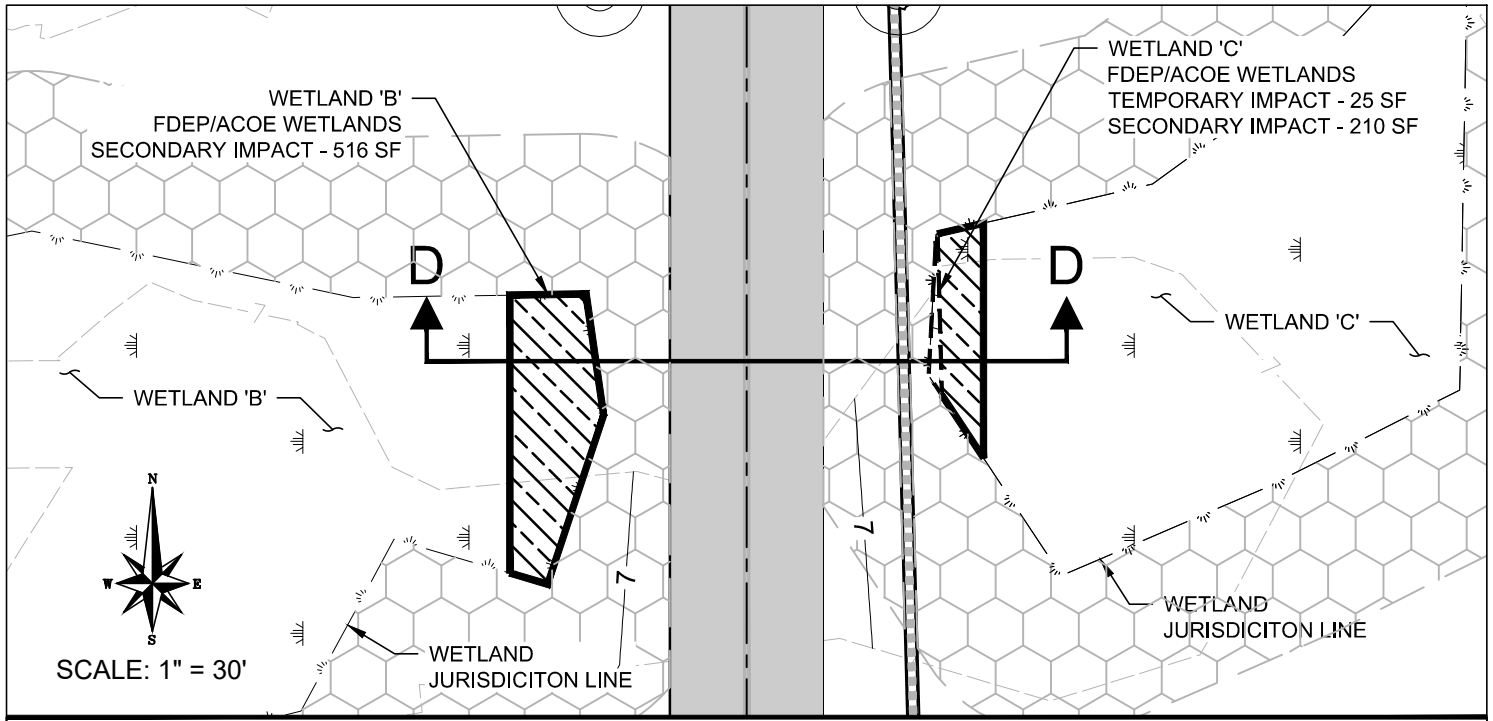 WETLAND 'B'
FDEP/ACOE WETLANDS
SECONDARY IMPACT - 516 SF
WETLAND 'C'
FDEP/ACOE WETLANDS
TEMPORARY IMPACT - 25 SF
SECONDARY IMPACT - 210 SF
D
D
WETLAND 'B'
WETLAND 'C'
7
7
N
W
E
S
SCALE: 1" = 30'
WETLAND
JURISDICITON LINE
WETLAND
JURISDICITON LINE